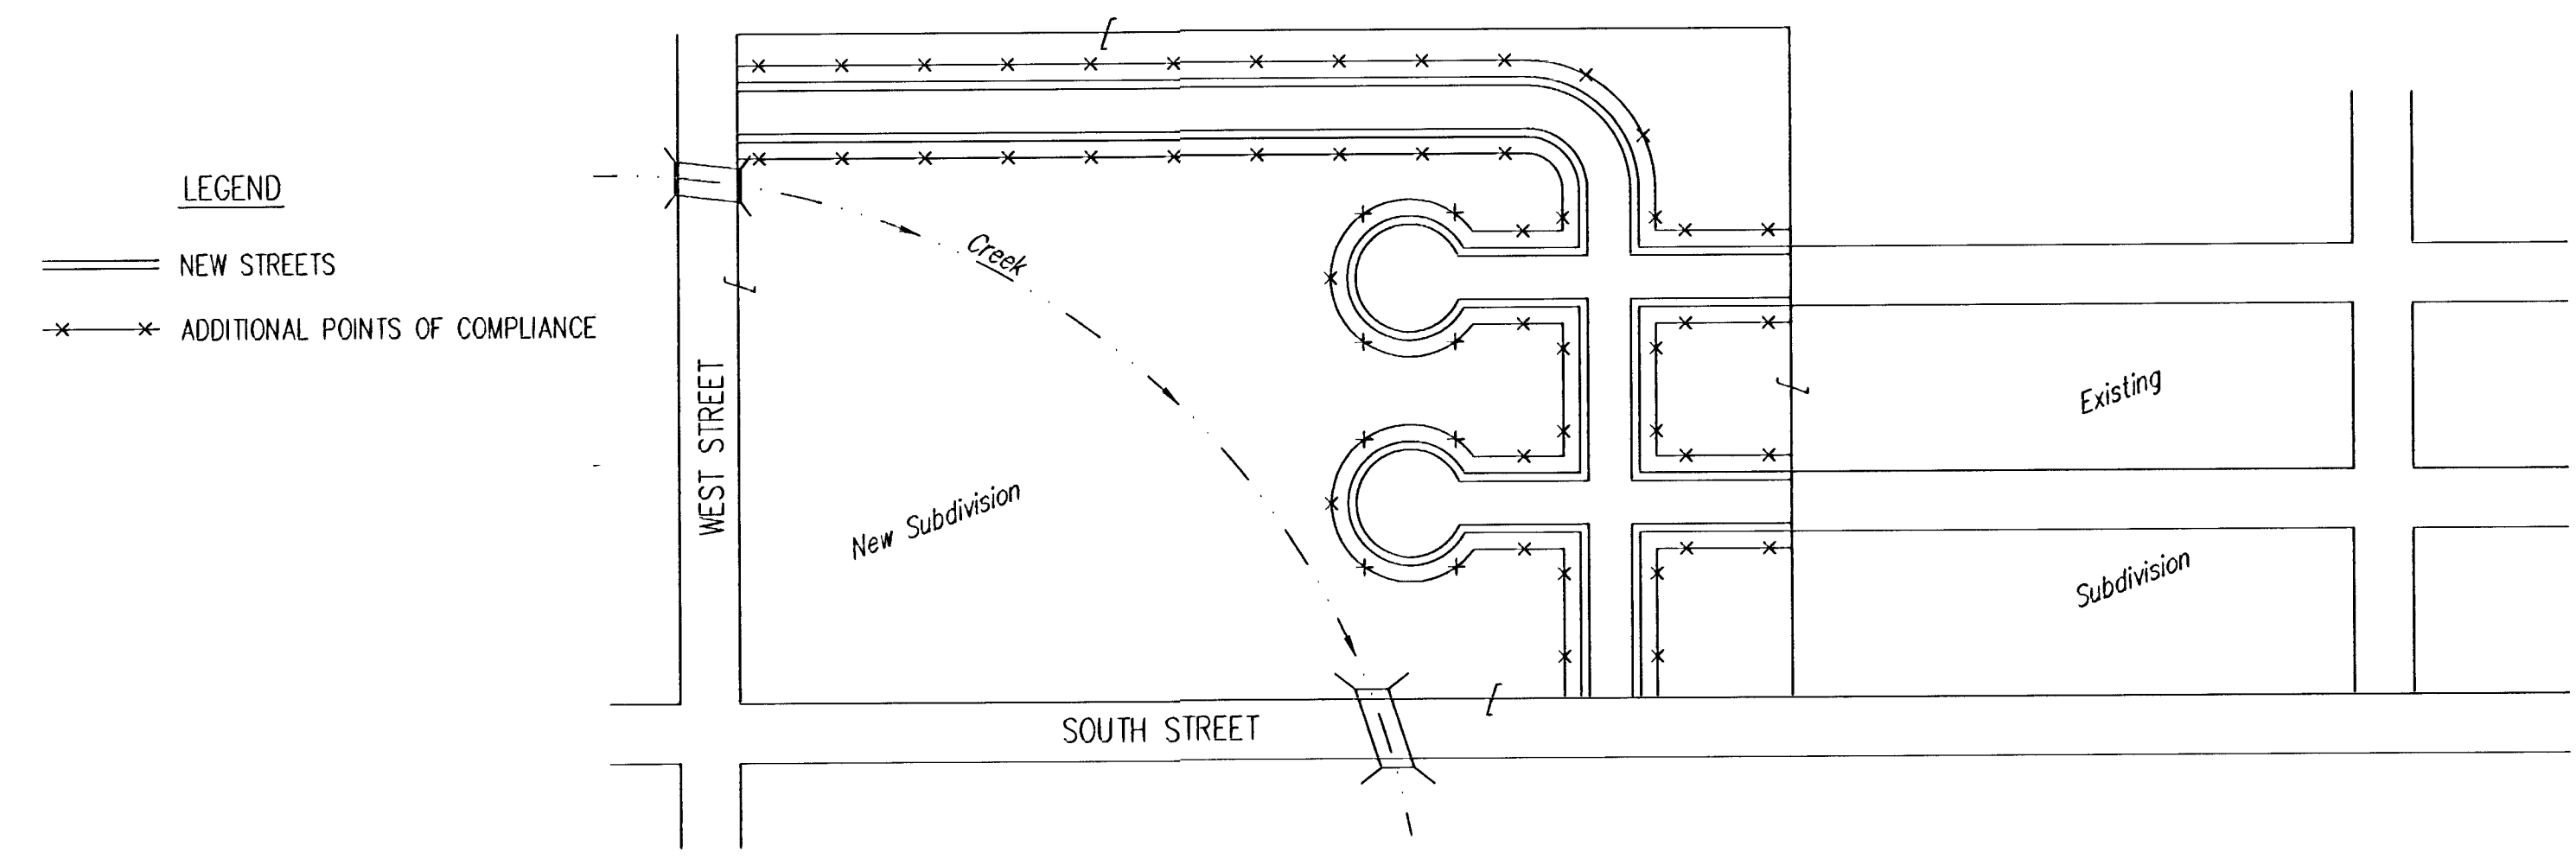 LEGEND
NEW STREETS
ADDITIONAL POINTS OF COMPLIANCE
WEST STREET
Creek
New Subdivision
SOUTH STREET
Existing
Subdivision